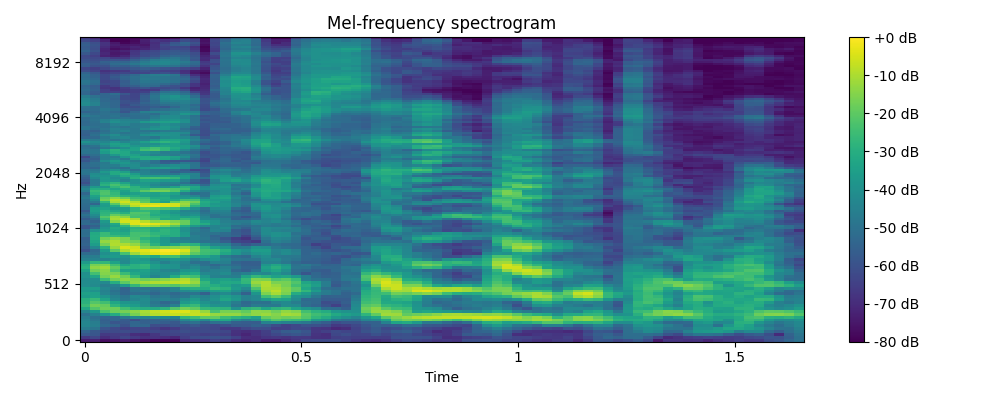 Mel-frequency spectrogram
Hz
8192
4096
2048
1024
512
0
0
0.5
1
1.5
Time
+0 dB
-10 dB
-20 dB
-30 dB
-40 dB
-50 dB
-60 dB
-70 dB
-80 dB